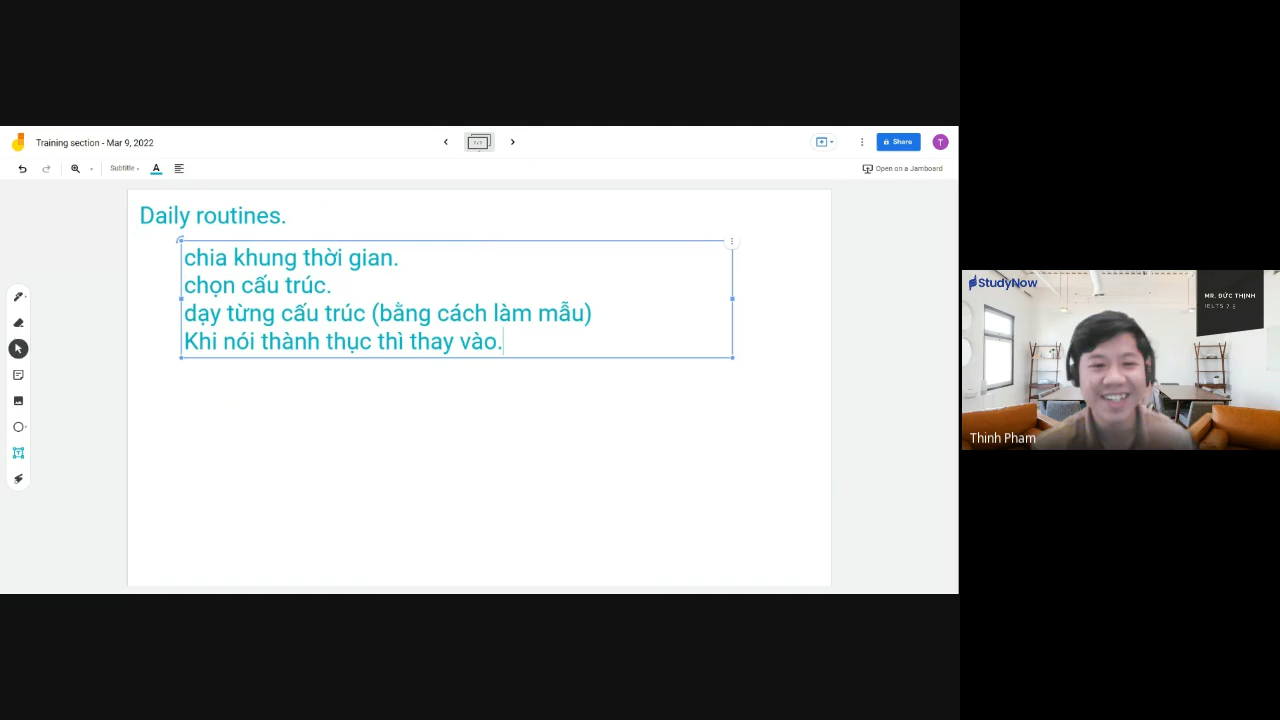 Training section - Mar 9, 2022
Share
T
Subtitle
A
Open on a Jamboard
Daily routines.
chia khung thời gian.
chọn cấu trúc.
dạy từng cấu trúc (bằng cách làm mẫu)
Khi nói thành thục thì thay vào.
StudyNow
MR. ĐỨC THỊNH
Thinh Pham